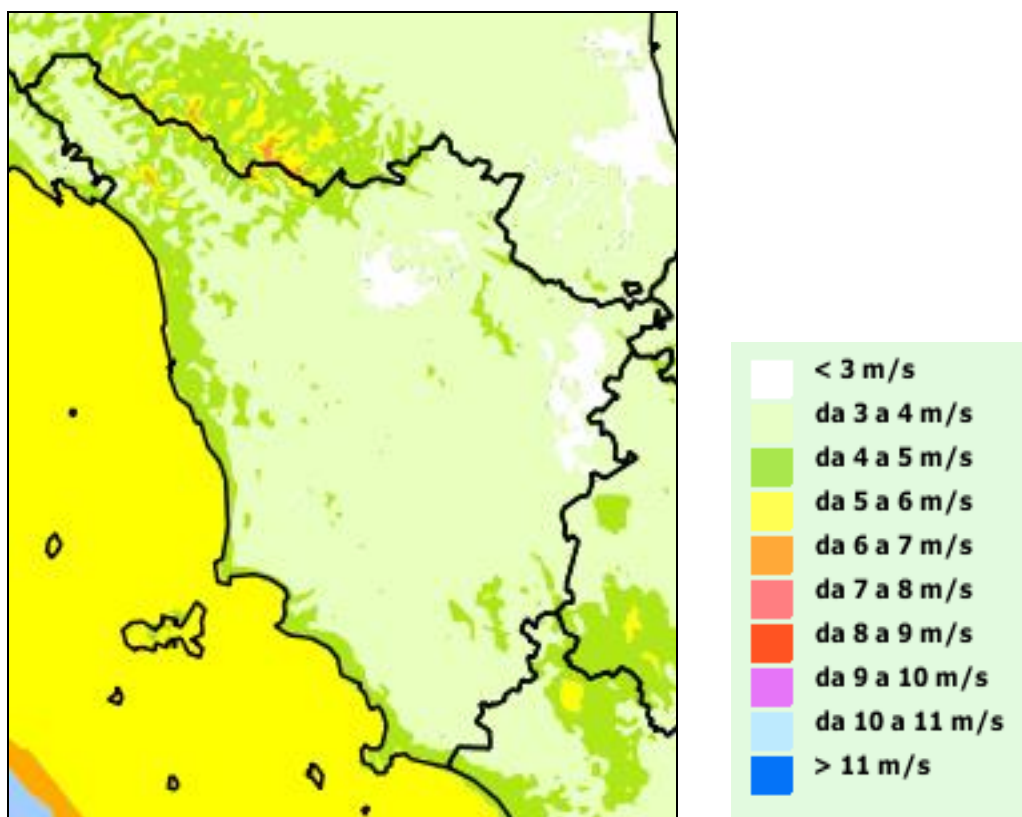 < 3 m/s
da 3 a 4 m/s
da 4 a 5 m/s
da 5 a 6 m/s
da 6 a 7 m/s
da 7 a 8 m/s
da 8 a 9 m/s
da 9 a 10 m/s
da 10 a 11 m/s
> 11 m/s